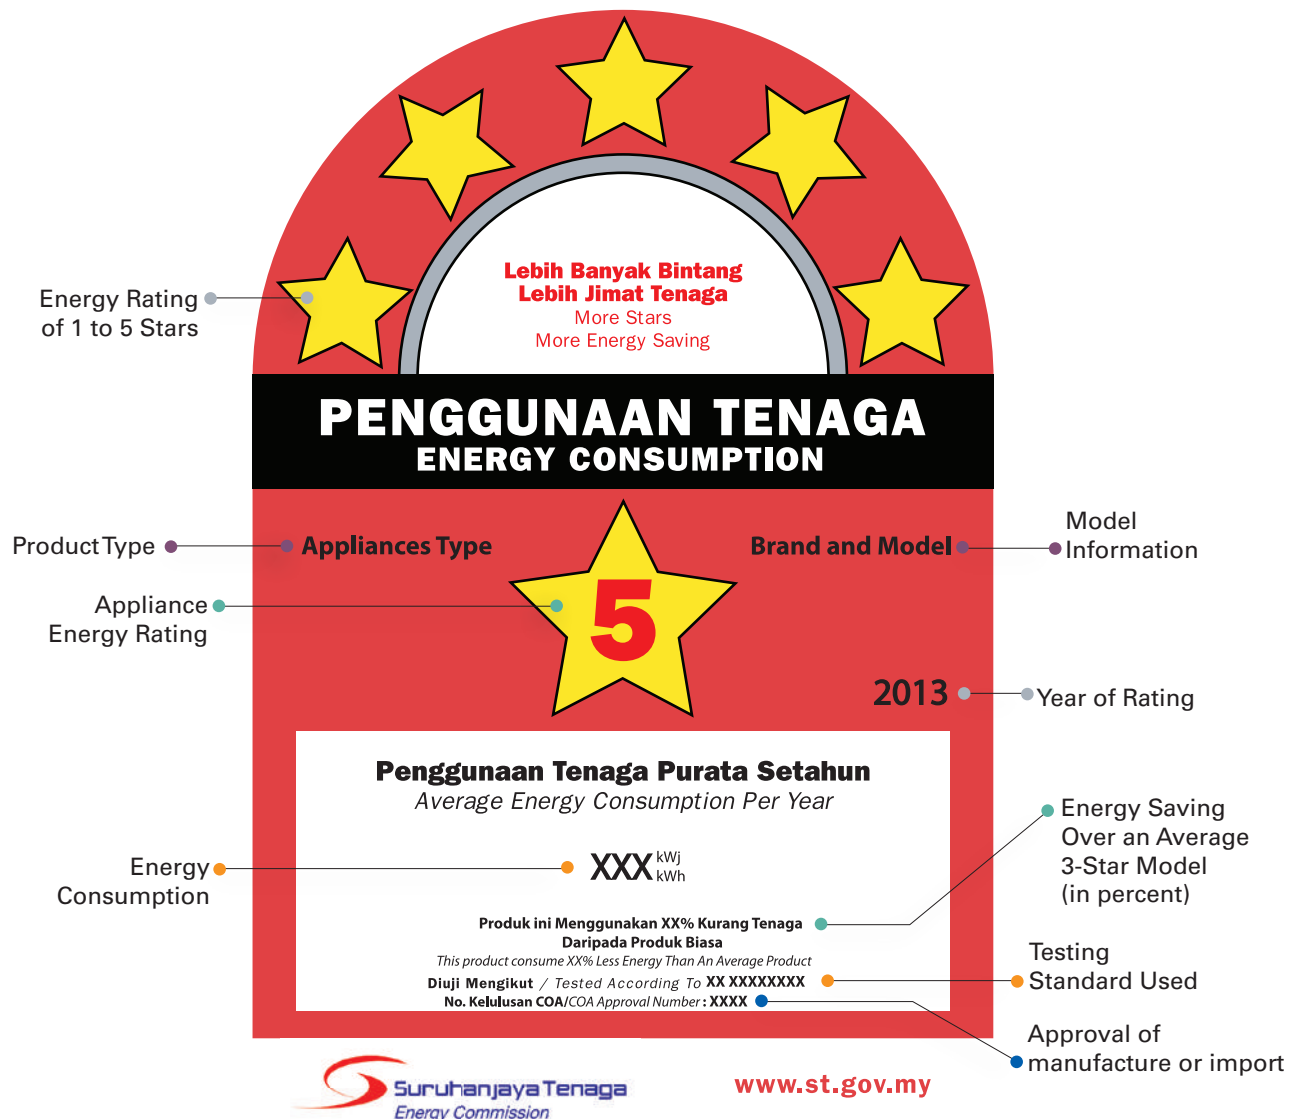 Lebih Banyak Bintang
Lebih Jimat Tenaga
More Stars
More Energy Saving
Energy Rating
of 1 to 5 Stars
PENGGUNAAN TENAGA
ENERGY CONSUMPTION
Product Type
Appliances Type
Brand and Model
Model
Information
Appliance
Energy Rating
5
2013
Year of Rating
Penggunaan Tenaga Purata Setahun
Average Energy Consumption Per Year
Energy Saving
Over an Average
3-Star Model
(in percent)
Energy
Consumption
XXX kWj
kWh
Produk ini Menggunakan XX% Kurang Tenaga
Daripada Produk Biasa
This product consume XX% Less Energy Than An Average Product
Diuji Mengikut / Tested According To XX XXXXXXXX
No. Kelulusan COA/COA Approval Number : XXXX
Testing
Standard Used
Approval of
manufacture or import
Suruhanjaya Tenaga
Energy Commission
www.st.gov.my